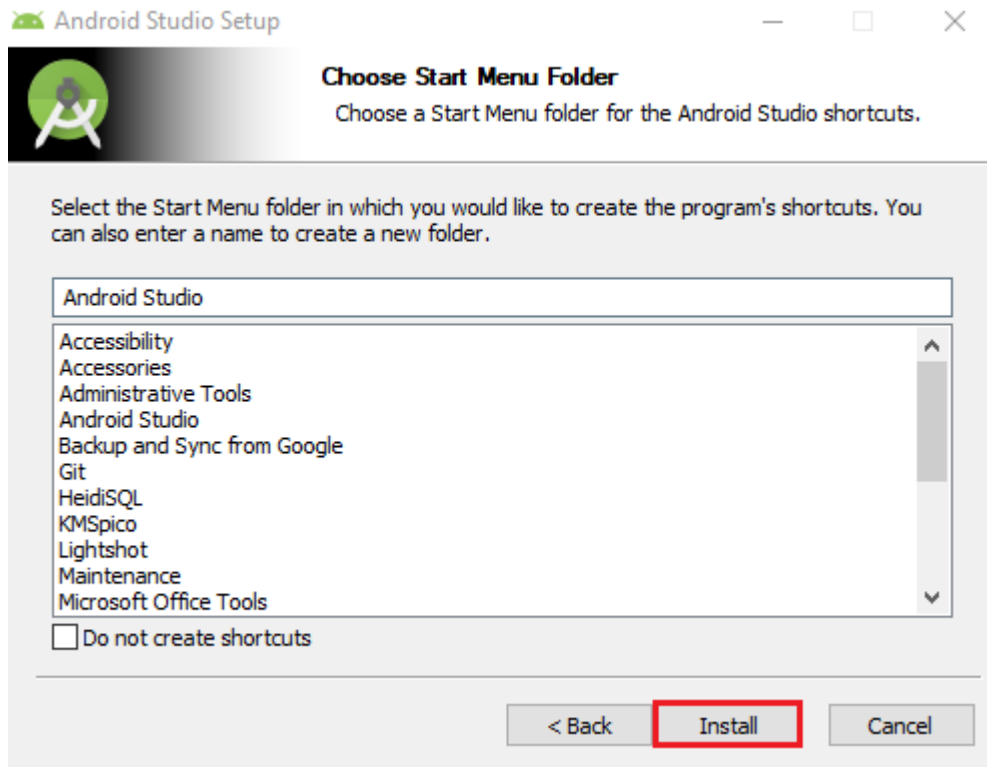 Android Studio Setup
Choose Start Menu Folder
Choose a Start Menu folder for the Android Studio shortcuts.
Select the Start Menu folder in which you would like to create the program's shortcuts. You
can also enter a name to create a new folder.
Android Studio
Accessibility
Accessories
Administrative Tools
Android Studio
Backup and Sync from Google
Git
HeidiSQL
KMSpico
Lightshot
Maintenance
Microsoft Office Tools
Do not create shortcuts
< Back Install Cancel